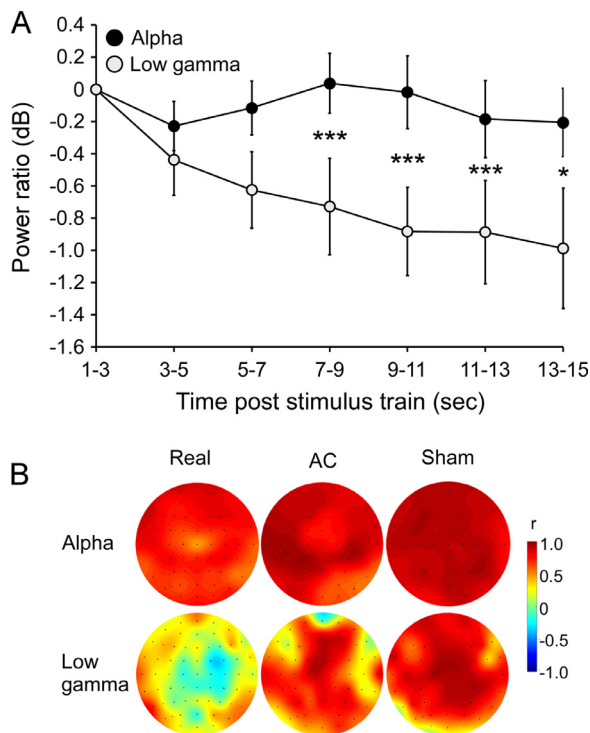 A
Alpha
Low gamma
Power ratio (dB)
0.4
0.2
0
-0.2
-0.4
-0.6
-0.8
-1.0
-1.2
-1.4
-1.6
***
***
***
*
1-3
3-5
5-7
7-9
9-11
11-13
13-15
Time post stimulus train (sec)
B
Real
AC
Sham
Alpha
Low
gamma
r
1.0
0.5
0
-0.5
-1.0